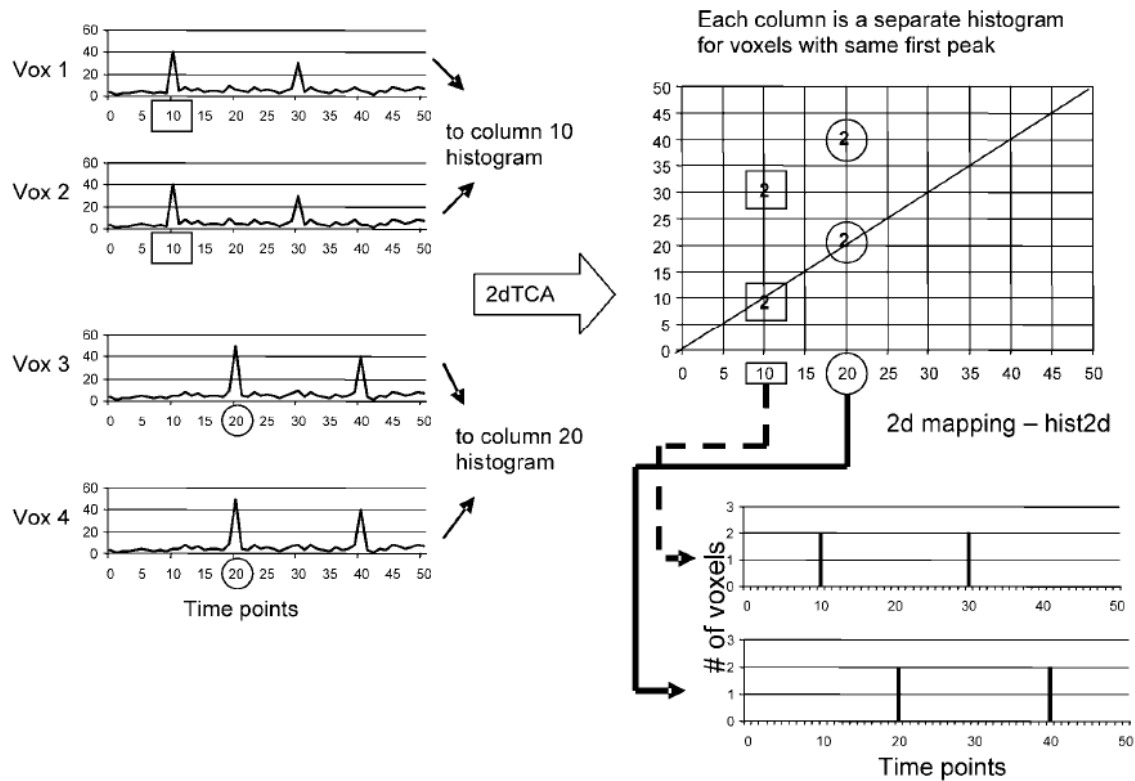 Vox 1
60
40
20
0
0 5 10 15 20 25 30 35 40 45 50
Vox 2
60
40
20
0
0 5 10 15 20 25 30 35 40 45 50
to column 10
histogram
Vox 3
60
40
20
0
0 5 10 15 20 25 30 35 40 45 50
Vox 4
60
40
20
0
0 5 10 15 20 25 30 35 40 45 50
Time points
to column 20
histogram
2dTCA
Each column is a separate histogram
for voxels with same first peak
50
45
40
35
30
25
20
15
10
5
0
2
2
2
2
0 5 10 15 20 25 30 35 40 45 50
2d mapping – hist2d
# of voxels
3
2
1
0
0 10 20 30 40 50
3
2
1
0
0 10 20 30 40 50
Time points